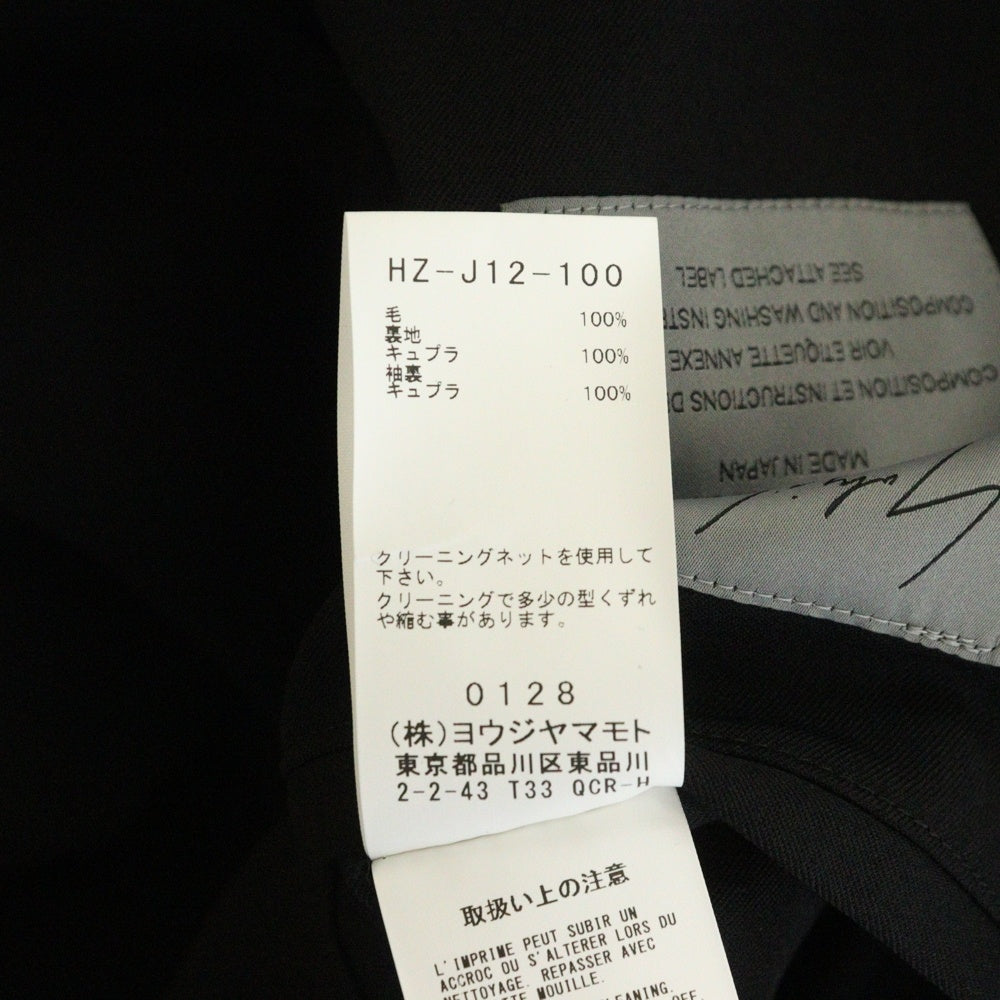 HZ-J12-100
毛 100%
裏地
キュプラ 100%
袖裏
キュプラ 100%
クリーニングネットを使用して
下さい。
クリーニングで多少の型くずれ
や縮む事があります。
0128
(株)ヨウジヤマモト
東京都品川区東品川
2-2-43 T33 QCR-H
取扱い上の注意
L'IMPRIME PEUT SUBIR UN
ACCROC OU S'ALTERER LORS DU
NETTOYAGE. REPASSER AVEC
MOUILLE.
MADE IN JAPAN
COMPOSITION ET INSTRUCTIONS
VOIR ETIQUETTE ANNEXE
COMPOSITION AND WASHING
SEE ATTACHED LABEL